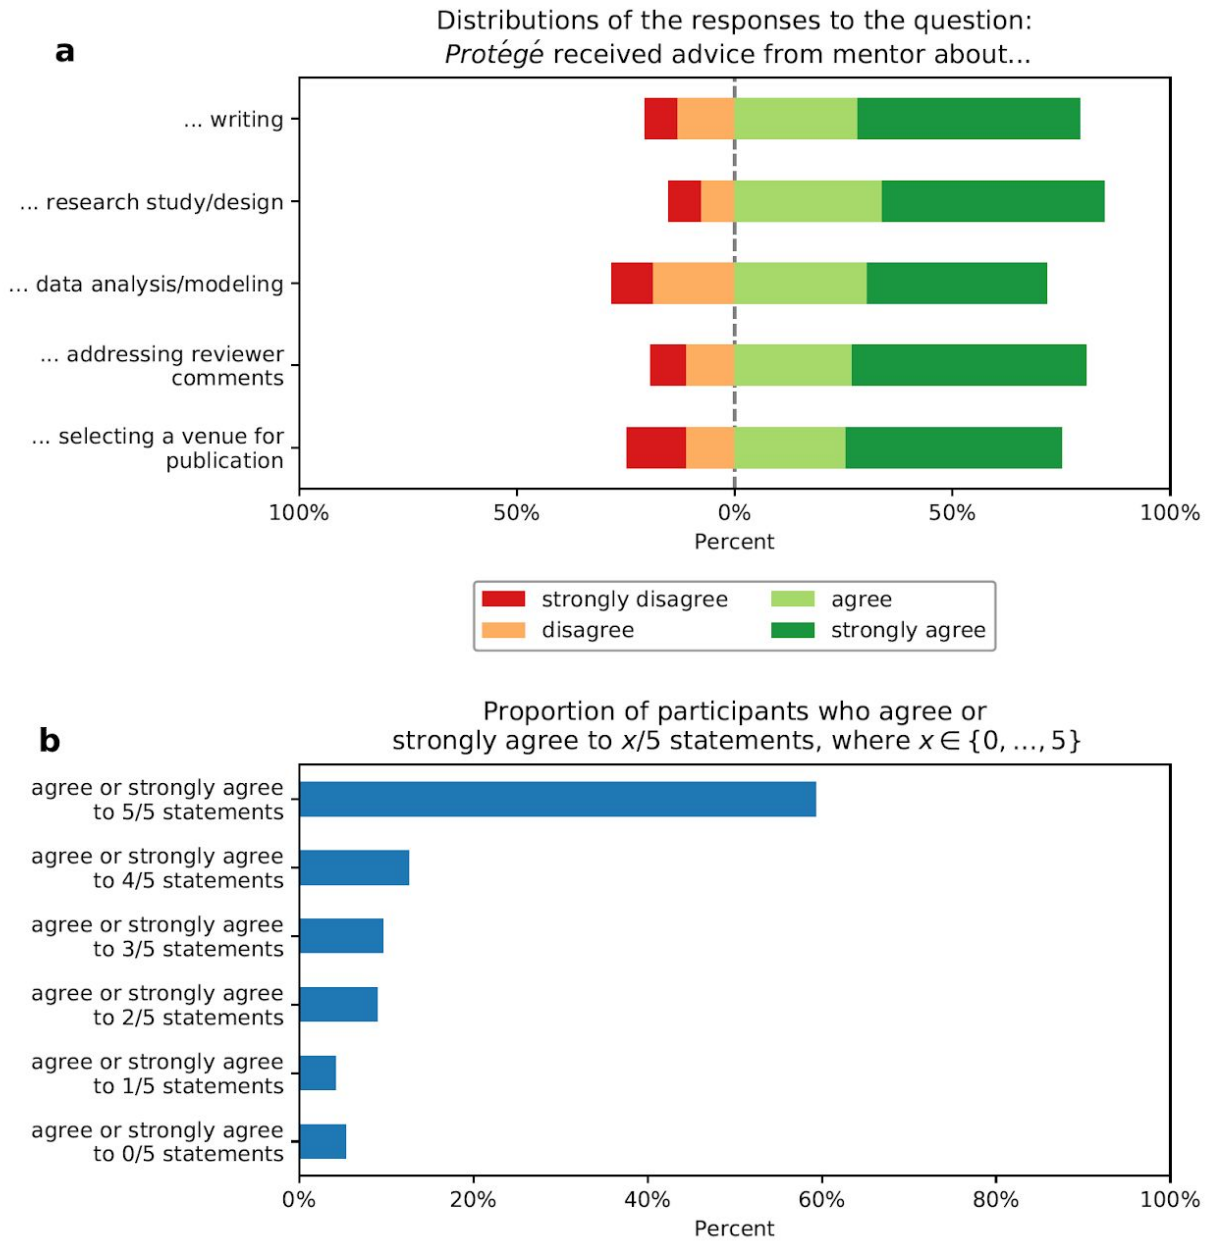 a
Distributions of the responses to the question:
Protégé received advice from mentor about...
... writing
... research study/design
... data analysis/modeling
... addressing reviewer
comments
... selecting a venue for
publication
100%
50%
0%
50%
100%
Percent
strongly disagree
disagree
agree
strongly agree
b
Proportion of participants who agree or
strongly agree to x/5 statements, where x ∈ {0, ..., 5}
agree or strongly agree
to 5/5 statements
agree or strongly agree
to 4/5 statements
agree or strongly agree
to 3/5 statements
agree or strongly agree
to 2/5 statements
agree or strongly agree
to 1/5 statements
agree or strongly agree
to 0/5 statements
0%
20%
40%
60%
80%
100%
Percent